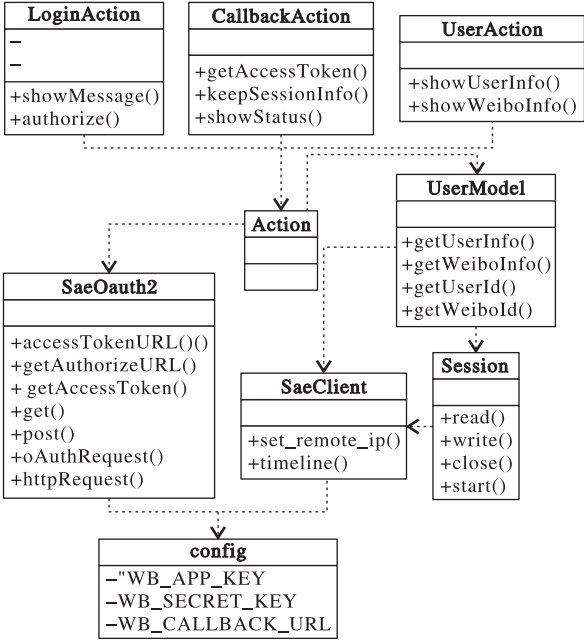 LoginAction
–
–
+showMessage()
+authorize()
CallbackAction
+getAccessToken()
+keepSessionInfo()
+showStatus()
UserAction
+showUserInfo()
+showWeiboInfo()
Action
UserModel
+getUserInfo()
+getWeiboInfo()
+getUserId()
+getWeiboId()
SaeOauth2
+accessTokenURL()()
+getAuthorizeURL()
+ getAccessToken()
+get()
+post()
+oAuthRequest()
+httpRequest()
SaeClient
+set_remote_ip()
+timeline()
Session
+read()
+write()
+close()
+start()
config
–"WB_APP_KEY
–WB_SECRET_KEY
–WB_CALLBACK_URL